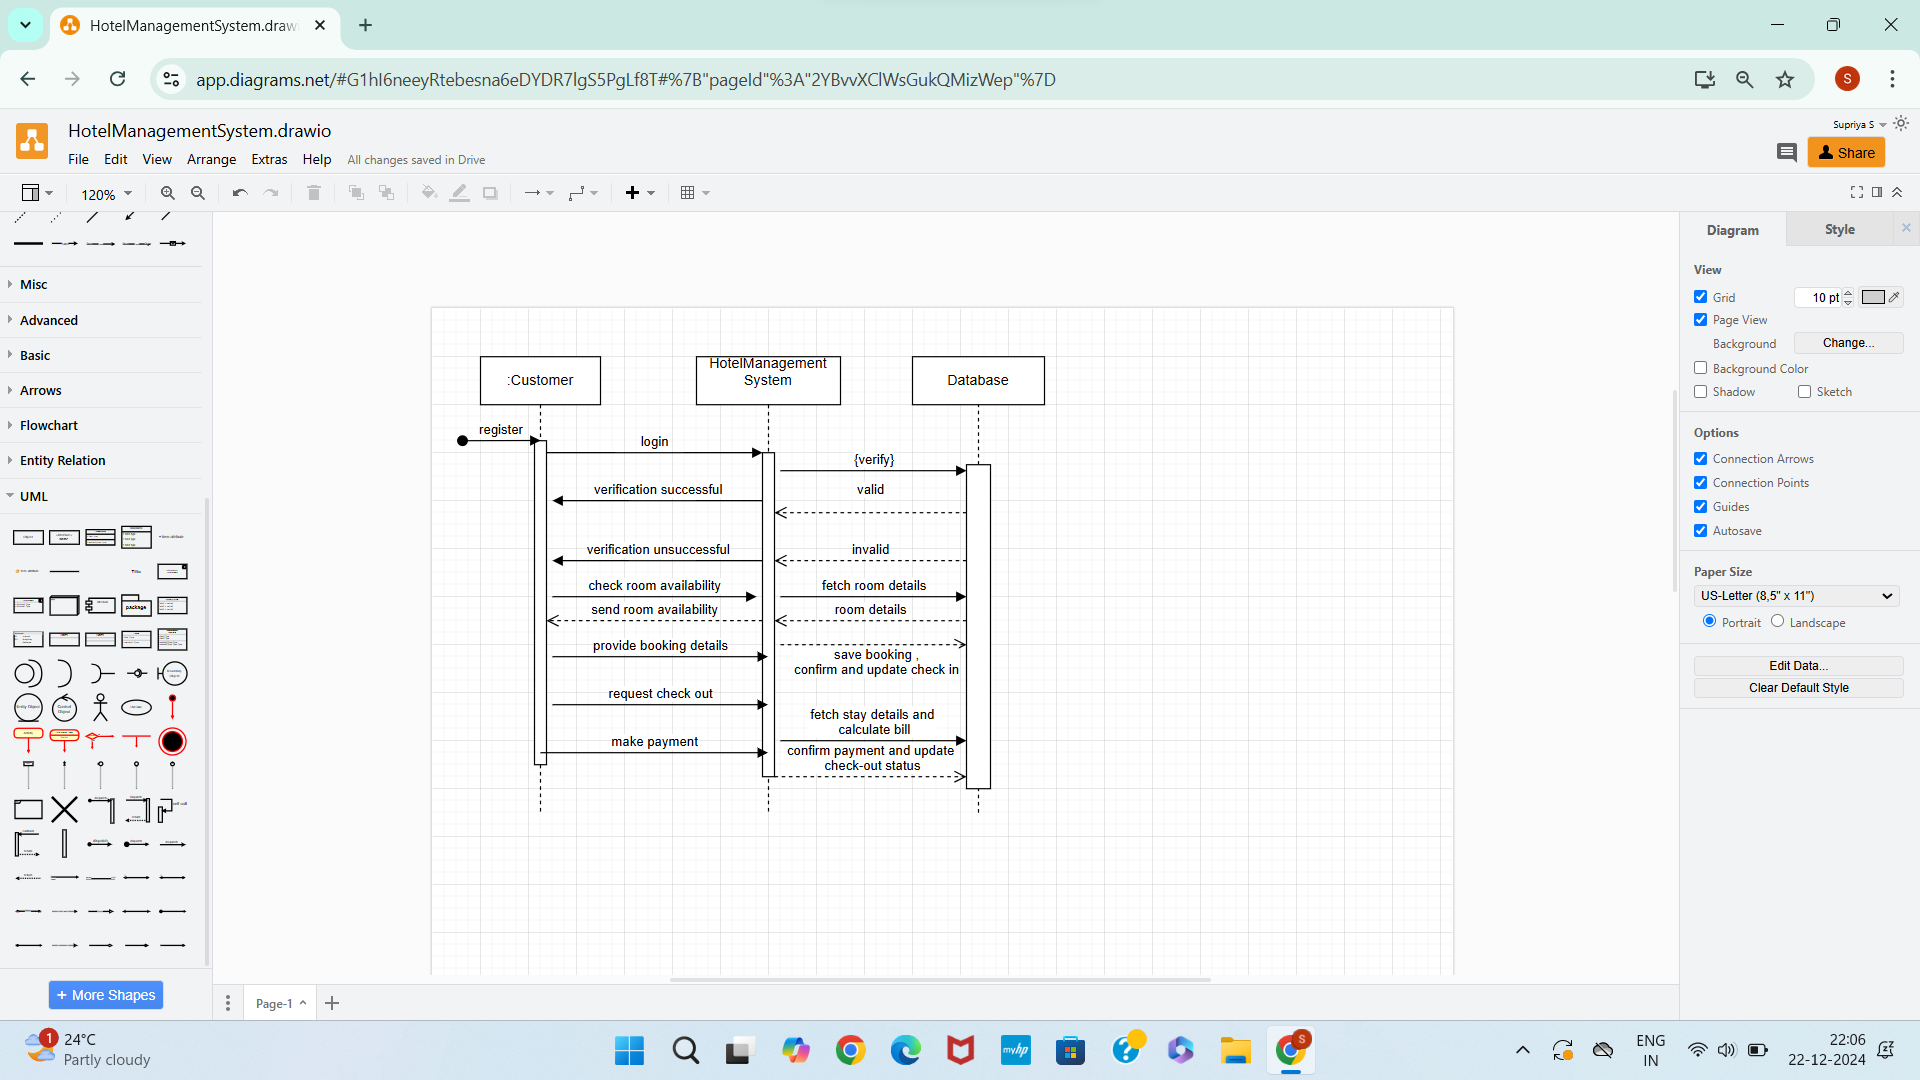 HotelManagementSystem.draw
app.diagrams.net/#G1hI6neeyRtebesna6eDYDR7lgS5PgLf8T#%7B"pageId"%3A"2YBvvXClWsGukQMizWep"%7D
S
HotelManagementSystem.drawio
Supriya S
File Edit View Arrange Extras Help All changes saved in Drive
Share
120%
Misc
Advanced
Basic
Arrows
Flowchart
Entity Relation
UML
package
+ More Shapes
:Customer
HotelManagement
System
Database
register
login
{verify}
verification successful
valid
verification unsuccessful
invalid
check room availability
fetch room details
send room availability
room details
provide booking details
save booking ,
confirm and update check in
request check out
fetch stay details and
calculate bill
make payment
confirm payment and update
check-out status
Diagram
Style
View
Grid
10 pt
Page View
Background
Change...
Background Color
Shadow
Sketch
Options
Connection Arrows
Connection Points
Guides
Autosave
Paper Size
US-Letter (8,5" x 11")
Portrait
Landscape
Edit Data...
Clear Default Style
Page-1
1
24°C
Partly cloudy
myhp
S
ENG
IN
22:06
22-12-2024